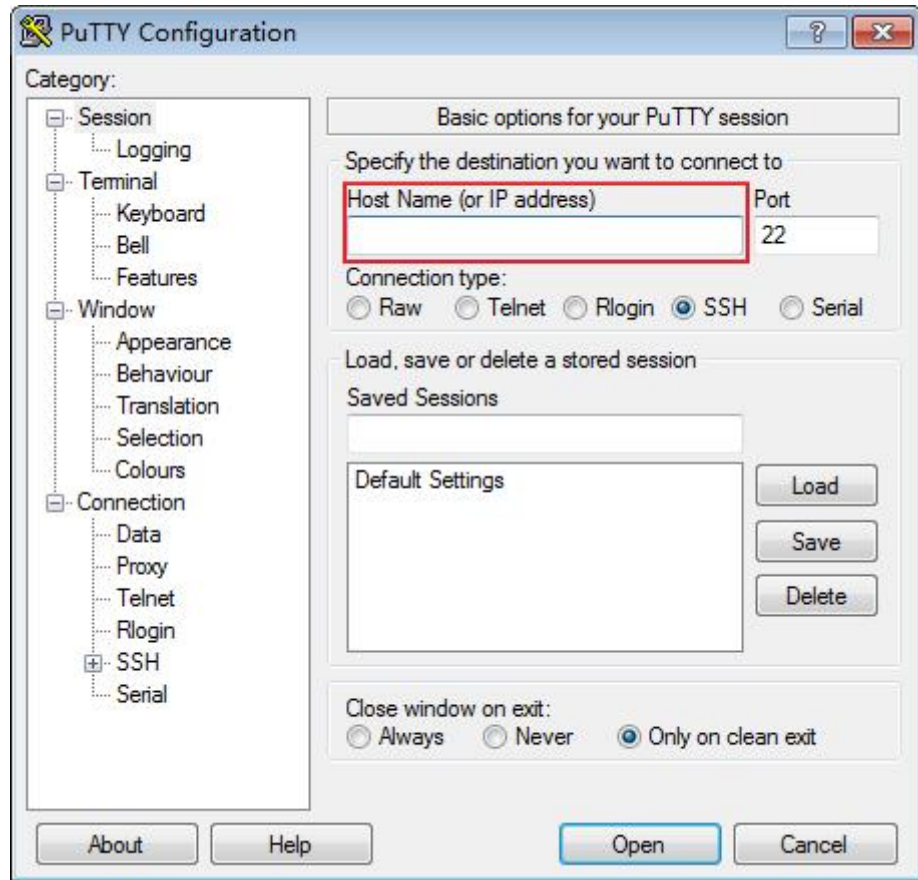 PuTTY Configuration
Category:
Session
Logging
Terminal
Keyboard
Bell
Features
Window
Appearance
Behaviour
Translation
Selection
Colours
Connection
Data
Proxy
Telnet
Rlogin
SSH
Serial
Basic options for your PuTTY session
Specify the destination you want to connect to
Host Name (or IP address) Port
22
Connection type:
Raw Telnet Rlogin SSH Serial
Load, save or delete a stored session
Saved Sessions
Default Settings
Load
Save
Delete
Close window on exit:
Always Never Only on clean exit
About Help Open Cancel